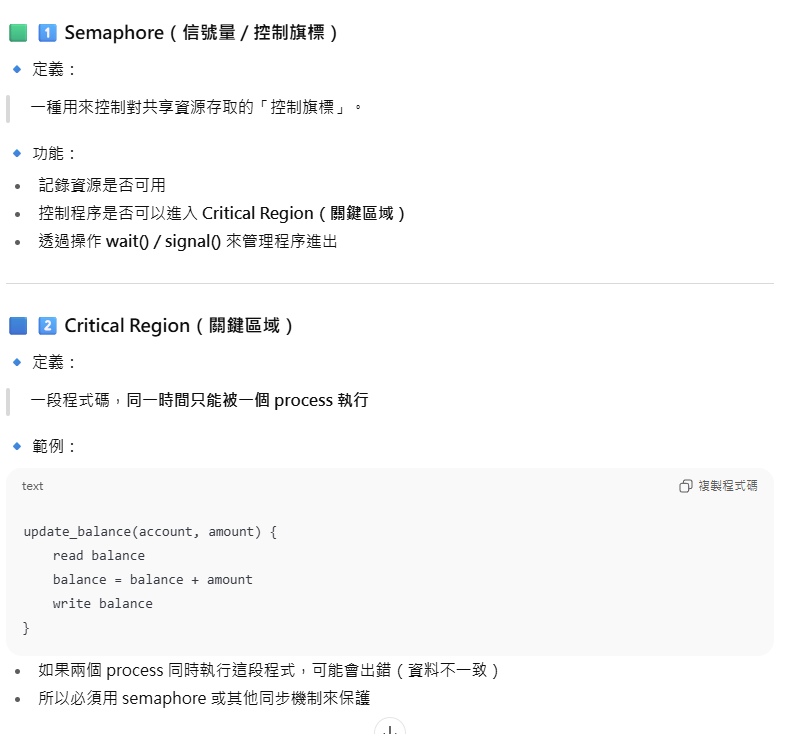 1 Semaphore（信號量 / 控制旗標）
定義：
一種用來控制對共享資源存取的「控制旗標」。
功能：
記錄資源是否可用
控制程序是否可以進入 Critical Region（關鍵區域）
透過操作 wait() / signal() 來管理程序進出
2 Critical Region（關鍵區域）
定義：
一段程式碼，同一時間只能被一個 process 執行
範例：
text 複製程式碼
update_balance(account, amount) {
    read balance
    balance = balance + amount
    write balance
}
如果兩個 process 同時執行這段程式，可能會出錯（資料不一致）
所以必須用 semaphore 或其他同步機制來保護